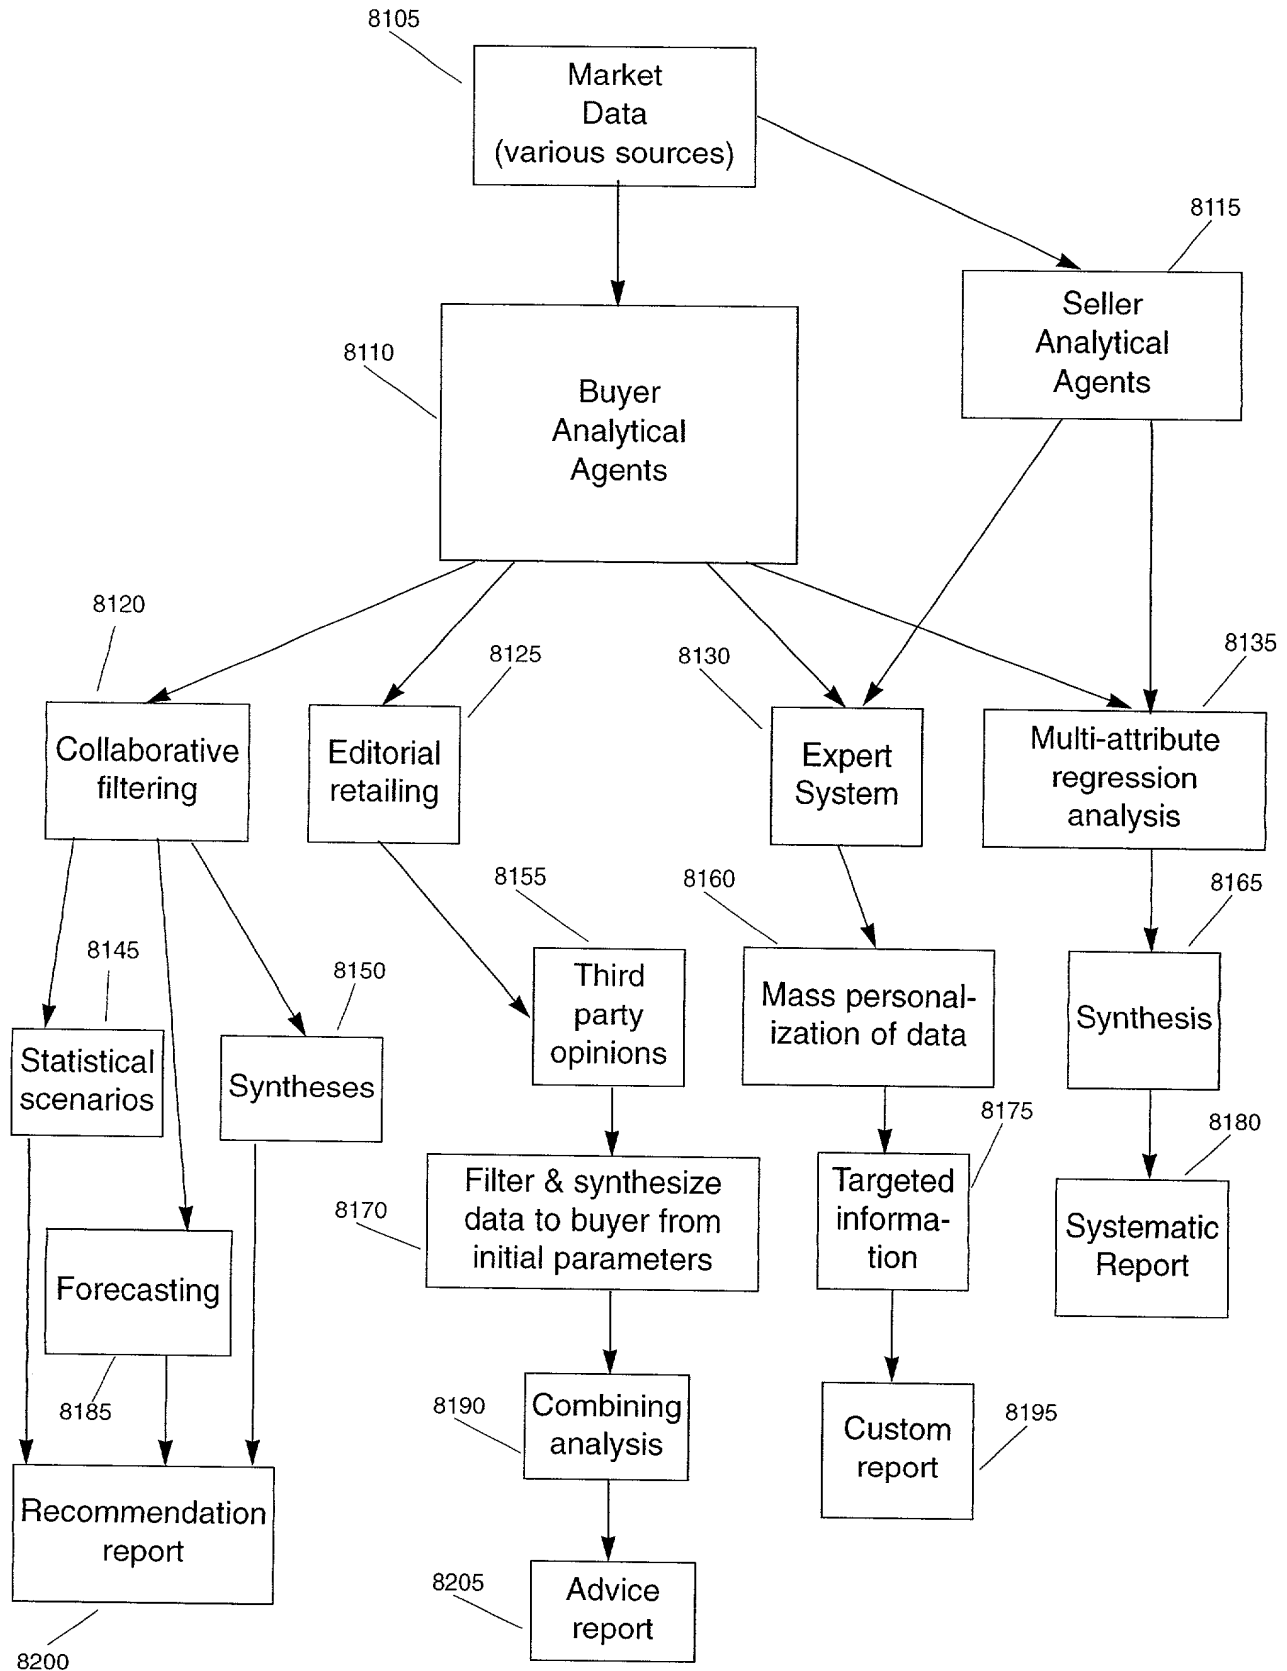 8105
Market
Data
(various sources)
8115
Seller
Analytical
Agents
8110
Buyer
Analytical
Agents
8120
8125
8130
8135
Collaborative
filtering
Editorial
retailing
Expert
System
Multi-attribute
regression
analysis
8145
8150
8155
8160
8165
Statistical
scenarios
Syntheses
Third
party
opinions
Mass personal-
ization of data
Synthesis
8170
Filter & synthesize
data to buyer from
initial parameters
8175
Targeted
informa-
tion
8180
Systematic
Report
Forecasting
8185
8190
Combining
analysis
Custom
report
8195
Recommendation
report
8200
8205
Advice
report